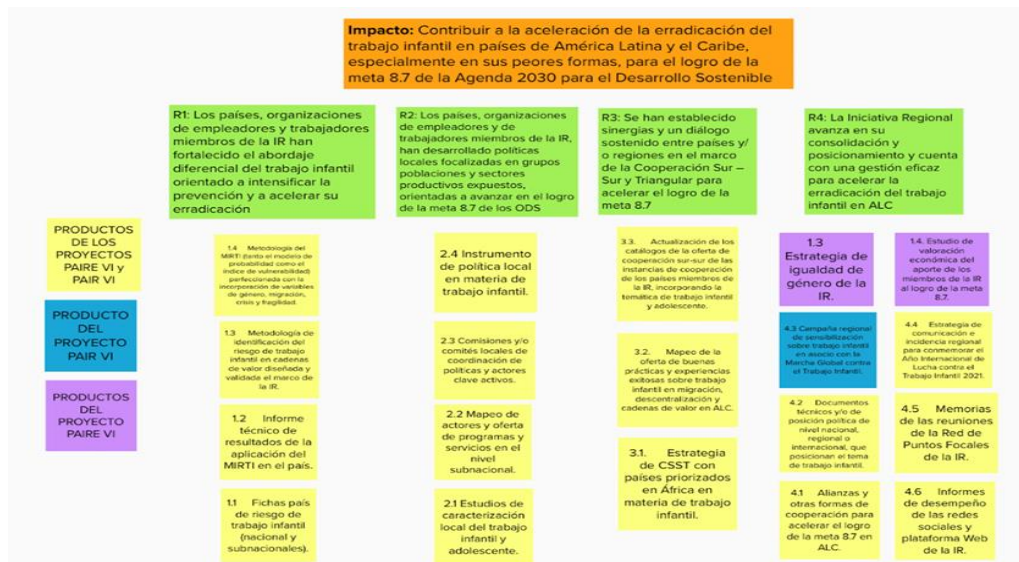 Impacto: Contribuir a la aceleración de la erradicación del
trabajo infantil en países de América Latina y el Caribe,
especialmente en sus peores formas, para el logro de la
meta 8.7 de la Agenda 2030 para el Desarrollo Sostenible
R1: Los países, organizaciones
de empleadores y trabajadores
miembros de la IR han
fortalecido el abordaje
diferencial del trabajo infantil
orientado a intensificar la
prevención y a acelerar su
erradicación
R2: Los países, organizaciones
de empleadores y de
trabajadores miembros de la IR,
han desarrollado políticas
locales focalizadas en grupos
poblaciones y sectores
productivos expuestos,
orientadas a avanzar en el logro
de la meta 8.7 de los ODS
R3: Se han establecido
sinergias y un diálogo
sostenido entre países y/
o regiones en el marco
de la Cooperación Sur –
Sur y Triangular para
acelerar el logro de la
meta 8.7
R4: La Iniciativa Regional
avanza en su
consolidación y
posicionamiento y cuenta
con una gestión eficaz
para acelerar la
erradicación del trabajo
infantil en ALC
PRODUCTOS
DE LOS
PROYECTOS
PAIRE VI y
PAIR VI
PRODUCTO
DEL
PROYECTO
PAIR VI
PRODUCTOS
DEL
PROYECTO
PAIRE VI
1.4 Metodología del
MIRTI (tanto el modelo de
probabilidad como el
índice de vulnerabilidad)
perfeccionada con la
incorporación de variables
de género, migración,
crisis y fragilidad.
1.3 Metodología de
identificación del
riesgo de trabajo
infantil en cadenas
de valor diseñada y
validada el marco de
la IR.
1.2 Informe
técnico de
resultados de la
aplicación del
MIRTI en el país.
1.1 Fichas país
de riesgo de
trabajo infantil
(nacional y
subnacionales).
2.4 Instrumento
de política local
en materia de
trabajo infantil.
2.3 Comisiones y/o
comités locales de
coordinación de
políticas y actores
clave activos.
2.2 Mapeo de
actores y oferta
de programas y
servicios en el
nivel
subnacional.
2.1 Estudios de
caracterización
local del trabajo
infantil y
adolescente.
3.3. Actualización de los
catálogos de la oferta de
cooperación sur-sur de las
instancias de cooperación
de los países miembros de
la IR, incorporando la
temática de trabajo infantil
y adolescente.
3.2. Mapeo de la
oferta de buenas
prácticas y experiencias
exitosas sobre trabajo
infantil en migración,
descentralización y
cadenas de valor en ALC.
3.1. Estrategia
de CSST con
países priorizados
en África en
materia de trabajo
infantil.
1.3
Estrategia de
igualdad de
género de la
IR.
4.3 Campaña regional
de sensibilización
sobre trabajo infantil
en asocio con la
Marcha Global contra
el Trabajo Infantil.
4.2 Documentos
técnicos y/o de
posición política de
nivel nacional,
regional o
internacional, que
posicionan el tema
de trabajo infantil.
4.1 Alianzas y
otras formas de
cooperación para
acelerar el logro
de la meta 8.7 en
ALC.
1.4. Estudio de
valoración
económica del
aporte de los
miembros de la IR
al logro de la meta
8.7.
4.4 Estrategia de
comunicación e
incidencia regional
para conmemorar el
Año Internacional de
Lucha contra el
Trabajo Infantil 2021.
4.5 Memorias
de las reuniones
de la Red de
Puntos Focales
de la IR.
4.6 Informes
de desempeño
de las redes
sociales y
plataforma Web
de la IR.